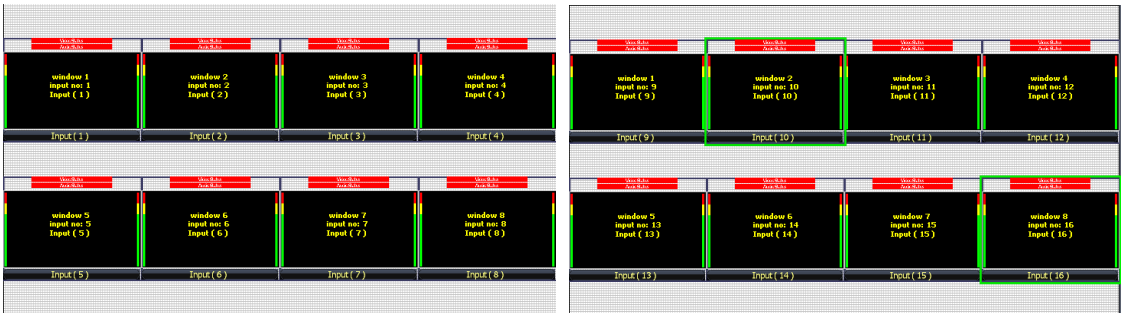 window 1
input no: 1
Input ( 1 )
Input ( 1 )
window 2
input no: 2
Input ( 2 )
Input ( 2 )
window 3
input no: 3
Input ( 3 )
Input ( 3 )
window 4
input no: 4
Input ( 4 )
Input ( 4 )
window 5
input no: 5
Input ( 5 )
Input ( 5 )
window 6
input no: 6
Input ( 6 )
Input ( 6 )
window 7
input no: 7
Input ( 7 )
Input ( 7 )
window 8
input no: 8
Input ( 8 )
Input ( 8 )
window 1
input no: 9
Input ( 9 )
Input ( 9 )
window 2
input no: 10
Input ( 10 )
Input ( 10 )
window 3
input no: 11
Input ( 11 )
Input ( 11 )
window 4
input no: 12
Input ( 12 )
Input ( 12 )
window 5
input no: 13
Input ( 13 )
Input ( 13 )
window 6
input no: 14
Input ( 14 )
Input ( 14 )
window 7
input no: 15
Input ( 15 )
Input ( 15 )
window 8
input no: 16
Input ( 16 )
Input ( 16 )